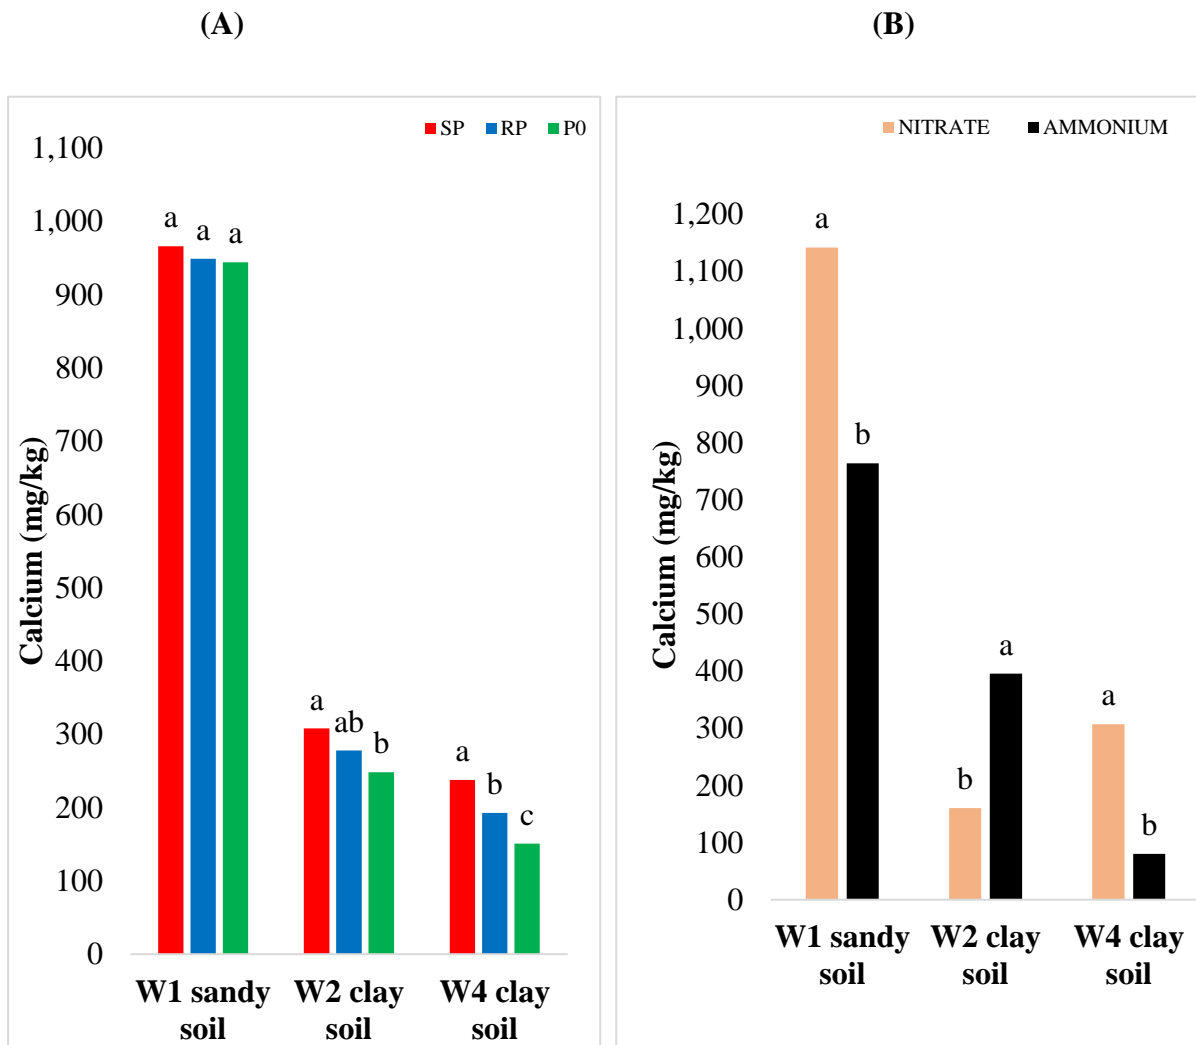 (A)
SP RP P0
1,100
1,000
900
800
700
600
500
400
300
200
100
0
Calcium (mg/kg)
a a a
a ab b
a b c
W1 sandy soil
W2 clay soil
W4 clay soil
(B)
NITRATE AMMONIUM
1,200
1,100
1,000
900
800
700
600
500
400
300
200
100
0
Calcium (mg/kg)
a b
b a
a b
W1 sandy soil
W2 clay soil
W4 clay soil